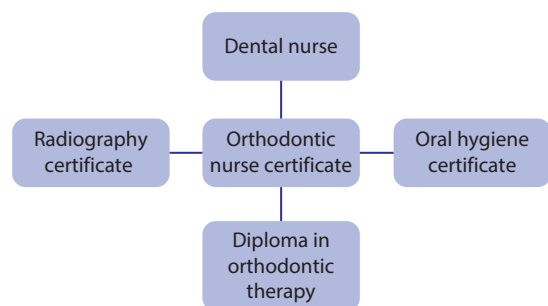 Dental nurse
Radiography
certificate
Orthodontic
nurse certificate
Oral hygiene
certificate
Diploma in
orthodontic
therapy